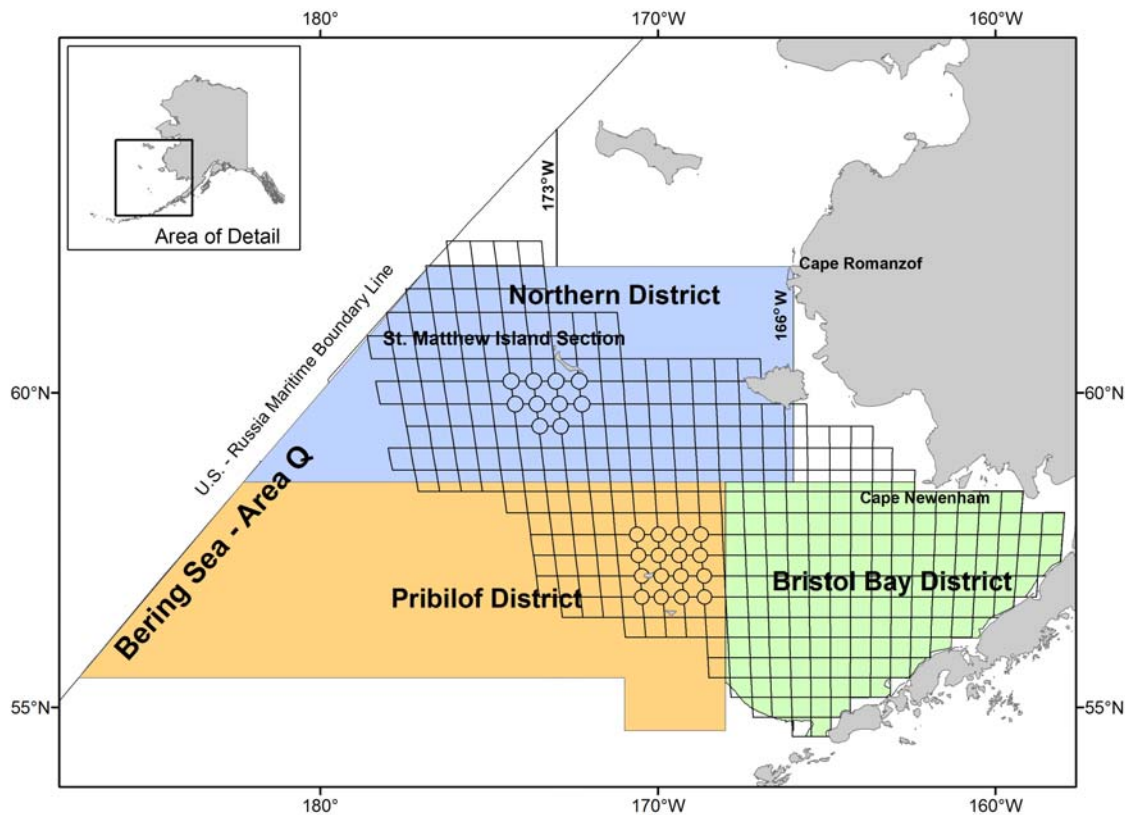 180°
170°W
160°W
Area of Detail
173°W
Cape Romanzof
Northern District
166°W
St. Matthew Island Section
U.S. - Russia Maritime Boundary Line
60°N
60°N
Bering Sea - Area Q
Cape Newenham
Pribilof District
Bristol Bay District
55°N
55°N
180°
170°W
160°W